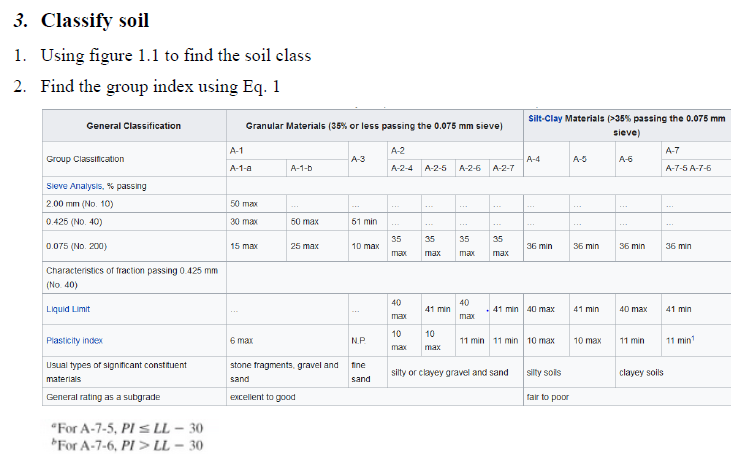 3. Classify soil
1. Using figure 1.1 to find the soil class
2. Find the group index using Eq. 1
General Classification Granular Materials (35% or less passing the 0.075 mm sieve) Silt-Clay Materials (>35% passing the 0.075 mm sieve)
Group Classification A-1 A-3 A-2 A-4 A-5 A-6 A-7
A-1-a A-1-b A-2-4 A-2-5 A-2-6 A-2-7 A-7-5 A-7-6
Sieve Analysis, % passing
2.00 mm (No. 10) 50 max ... ... ... ... ... ... ... ... ... ...
0.425 (No. 40) 30 max 50 max 51 min ... ... ... ... ... ... ... ...
0.075 (No. 200) 15 max 25 max 10 max 35 max 35 max 35 max 35 max 36 min 36 min 36 min 36 min
Characteristics of fraction passing 0.425 mm (No. 40)
Liquid Limit ... ... 40 max 41 min 40 max 41 min 40 max 41 min 40 max 41 min
Plasticity index 6 max N.P. 10 max 10 max 11 min 11 min 10 max 10 max 11 min 11 min¹
Usual types of significant constituent materials stone fragments, gravel and sand fine sand silty or clayey gravel and sand silty soils clayey soils
General rating as a subgrade excellent to good fair to poor
ᵃFor A-7-5, PI ≤ LL − 30
ᵇFor A-7-6, PI > LL − 30